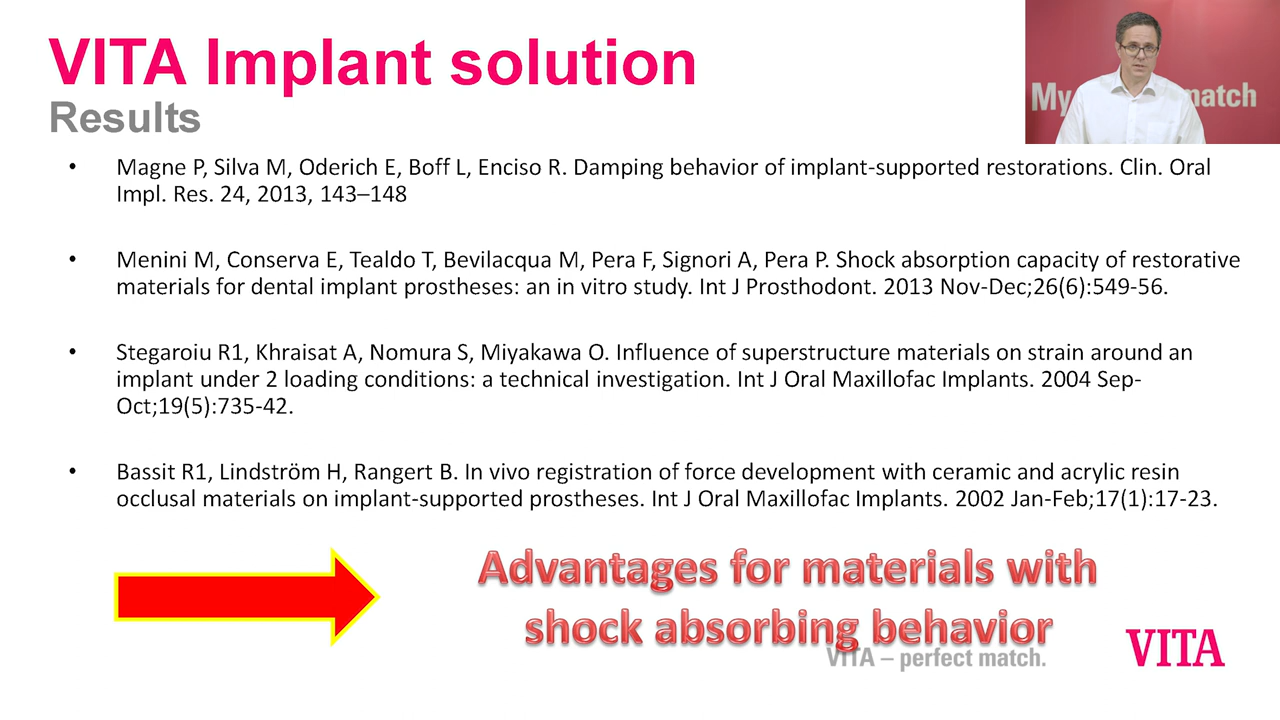 VITA Implant solution
Results
My match
• Magne P, Silva M, Oderich E, Boff L, Enciso R. Damping behavior of implant-supported restorations. Clin. Oral
Impl. Res. 24, 2013, 143–148
• Menini M, Conserva E, Tealdo T, Bevilacqua M, Pera F, Signori A, Pera P. Shock absorption capacity of restorative
materials for dental implant prostheses: an in vitro study. Int J Prosthodont. 2013 Nov-Dec;26(6):549-56.
• Stegaroiu R1, Khraisat A, Nomura S, Miyakawa O. Influence of superstructure materials on strain around an
implant under 2 loading conditions: a technical investigation. Int J Oral Maxillofac Implants. 2004 Sep-
Oct;19(5):735-42.
• Bassit R1, Lindström H, Rangert B. In vivo registration of force development with ceramic and acrylic resin
occlusal materials on implant-supported prostheses. Int J Oral Maxillofac Implants. 2002 Jan-Feb;17(1):17-23.
Advantages for materials with
shock absorbing behavior
VITA – perfect match.
VITA